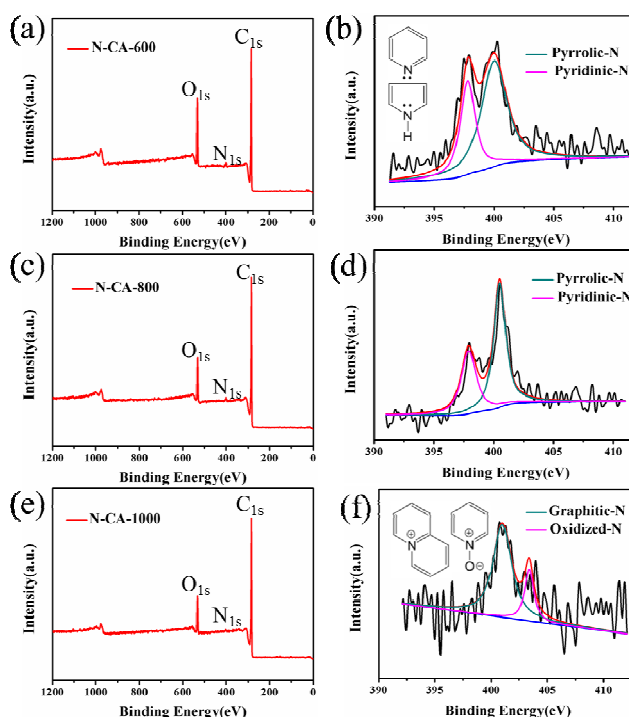 (a)
N-CA-600
C1s
O1s
N1s
Intensity(a.u.)
1200 1000 800 600 400 200 0
Binding Energy(eV)
(b)
Pyrrolic-N
Pyridinic-N
N
N
H
Intensity(a.u.)
390 395 400 405 410
Binding Energy(eV)
(c)
N-CA-800
C1s
O1s
N1s
Intensity(a.u.)
1200 1000 800 600 400 200 0
Binding Energy(eV)
(d)
Pyrrolic-N
Pyridinic-N
Intensity(a.u.)
390 395 400 405 410
Binding Energy(eV)
(e)
N-CA-1000
C1s
O1s
N1s
Intensity(a.u.)
1200 1000 800 600 400 200 0
Binding Energy(eV)
(f)
Graphitic-N
Oxidized-N
N
N
O
Intensity(a.u.)
390 395 400 405 410
Binding Energy(eV)